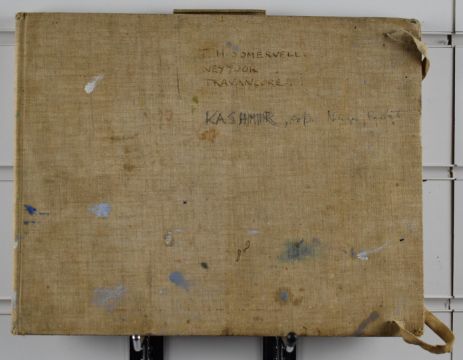 T. H. SOMERVELL
NEYYOOR
TRAVANCORE.
KASHMIR, c/o